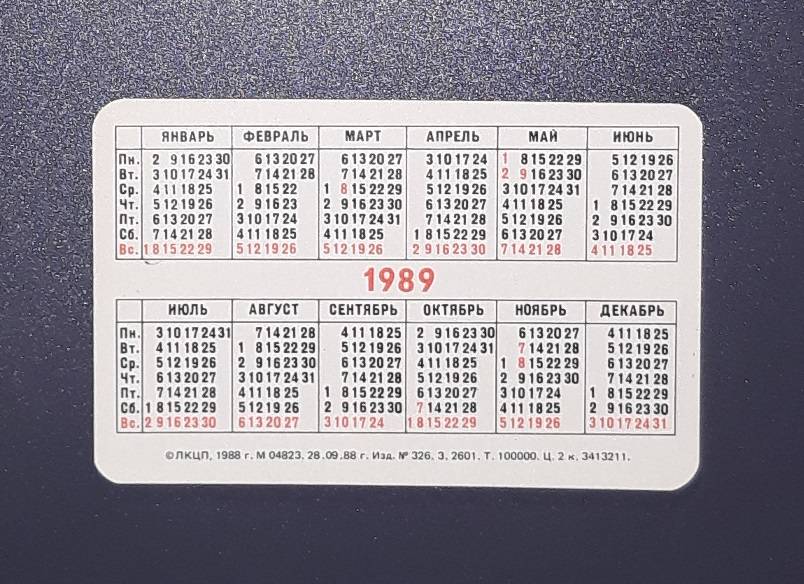 ЯНВАРЬ ФЕВРАЛЬ МАРТ АПРЕЛЬ МАЙ ИЮНЬ
Пн. 2 9 16 23 30 6 13 20 27 6 13 20 27 3 10 17 24 1 8 15 22 29 5 12 19 26
Вт. 3 10 17 24 31 7 14 21 28 7 14 21 28 4 11 18 25 2 9 16 23 30 6 13 20 27
Ср. 4 11 18 25 1 8 15 22 1 8 15 22 29 5 12 19 26 3 10 17 24 31 7 14 21 28
Чт. 5 12 19 26 2 9 16 23 2 9 16 23 30 6 13 20 27 4 11 18 25 1 8 15 22 29
Пт. 6 13 20 27 3 10 17 24 3 10 17 24 31 7 14 21 28 5 12 19 26 2 9 16 23 30
Сб. 7 14 21 28 4 11 18 25 4 11 18 25 1 8 15 22 29 6 13 20 27 3 10 17 24
Вс. 1 8 15 22 29 5 12 19 26 5 12 19 26 2 9 16 23 30 7 14 21 28 4 11 18 25
1989
ИЮЛЬ АВГУСТ СЕНТЯБРЬ ОКТЯБРЬ НОЯБРЬ ДЕКАБРЬ
Пн. 3 10 17 24 31 7 14 21 28 4 11 18 25 2 9 16 23 30 6 13 20 27 4 11 18 25
Вт. 4 11 18 25 1 8 15 22 29 5 12 19 26 3 10 17 24 31 7 14 21 28 5 12 19 26
Ср. 5 12 19 26 2 9 16 23 30 6 13 20 27 4 11 18 25 1 8 15 22 29 6 13 20 27
Чт. 6 13 20 27 3 10 17 24 31 7 14 21 28 5 12 19 26 2 9 16 23 30 7 14 21 28
Пт. 7 14 21 28 4 11 18 25 1 8 15 22 29 6 13 20 27 3 10 17 24 1 8 15 22 29
Сб. 1 8 15 22 29 5 12 19 26 2 9 16 23 30 7 14 21 28 4 11 18 25 2 9 16 23 30
Вс. 2 9 16 23 30 6 13 20 27 3 10 17 24 1 8 15 22 29 5 12 19 26 3 10 17 24 31
©ЛКЦП, 1988 г. М 04823. 28.09.88 г. Изд. № 326. З. 2601. Т. 100000. Ц. 2 к. 3413211.